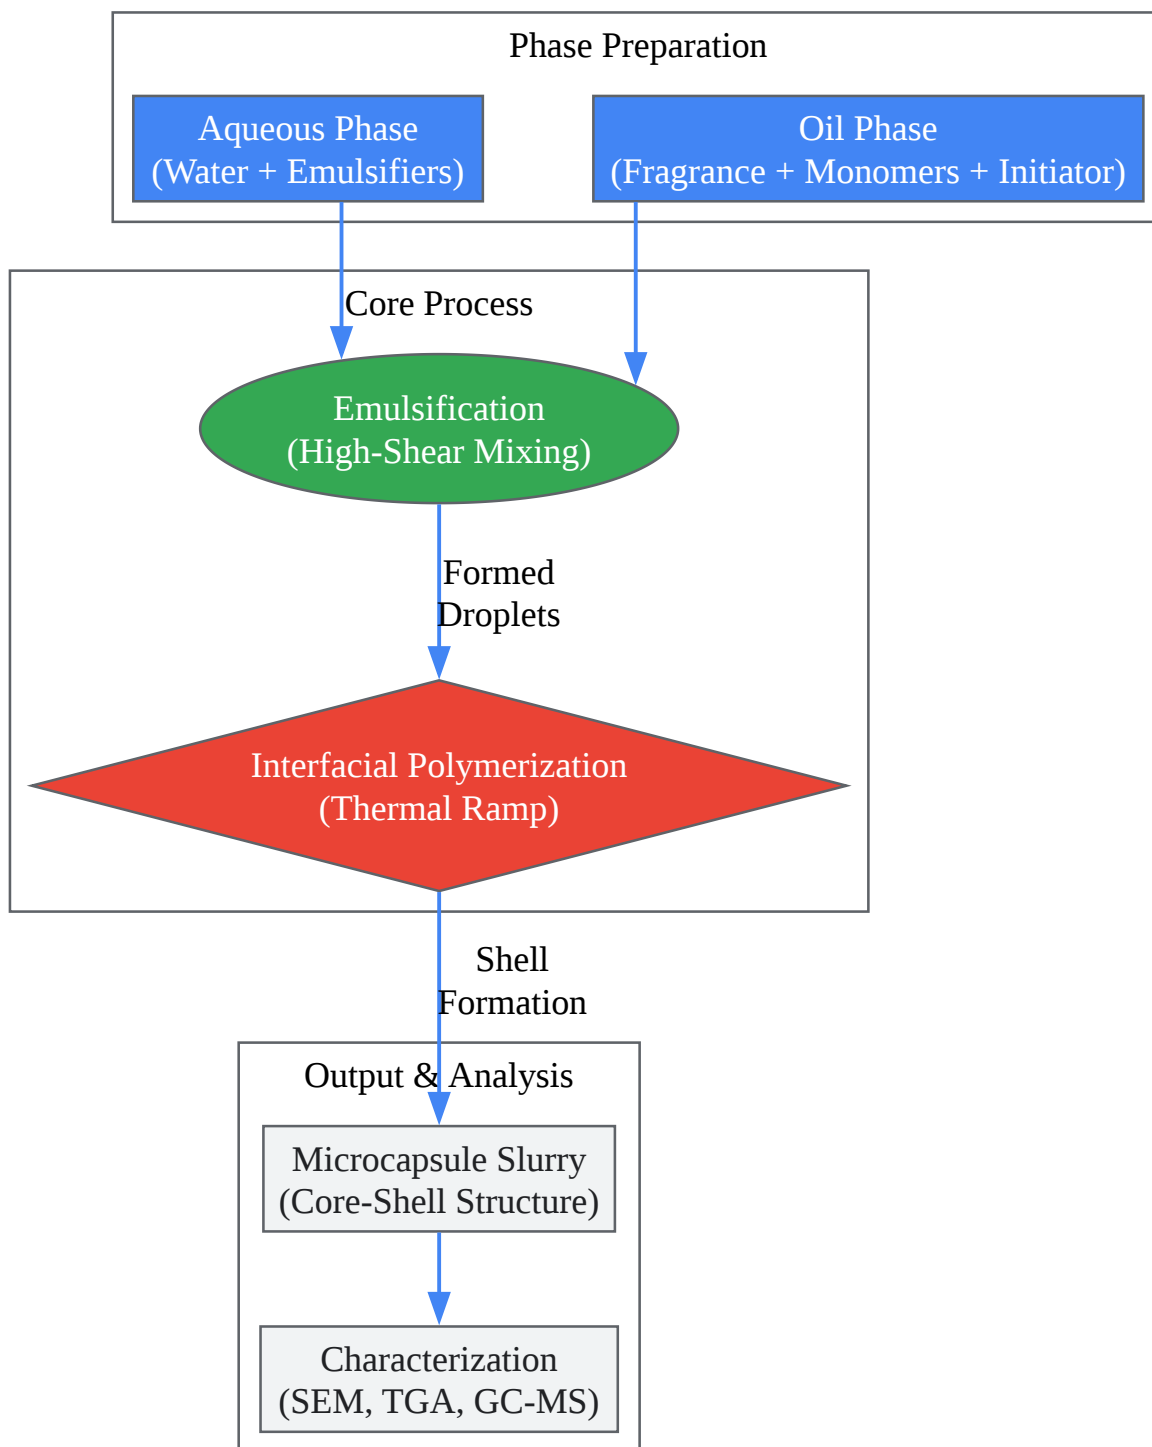 Phase Preparation
Aqueous Phase
(Water + Emulsifiers)
Oil Phase
(Fragrance + Monomers + Initiator)
Core Process
Emulsification
(High-Shear Mixing)
Formed
Droplets
Interfacial Polymerization
(Thermal Ramp)
Shell
Formation
Output & Analysis
Microcapsule Slurry
(Core-Shell Structure)
Characterization
(SEM, TGA, GC-MS)